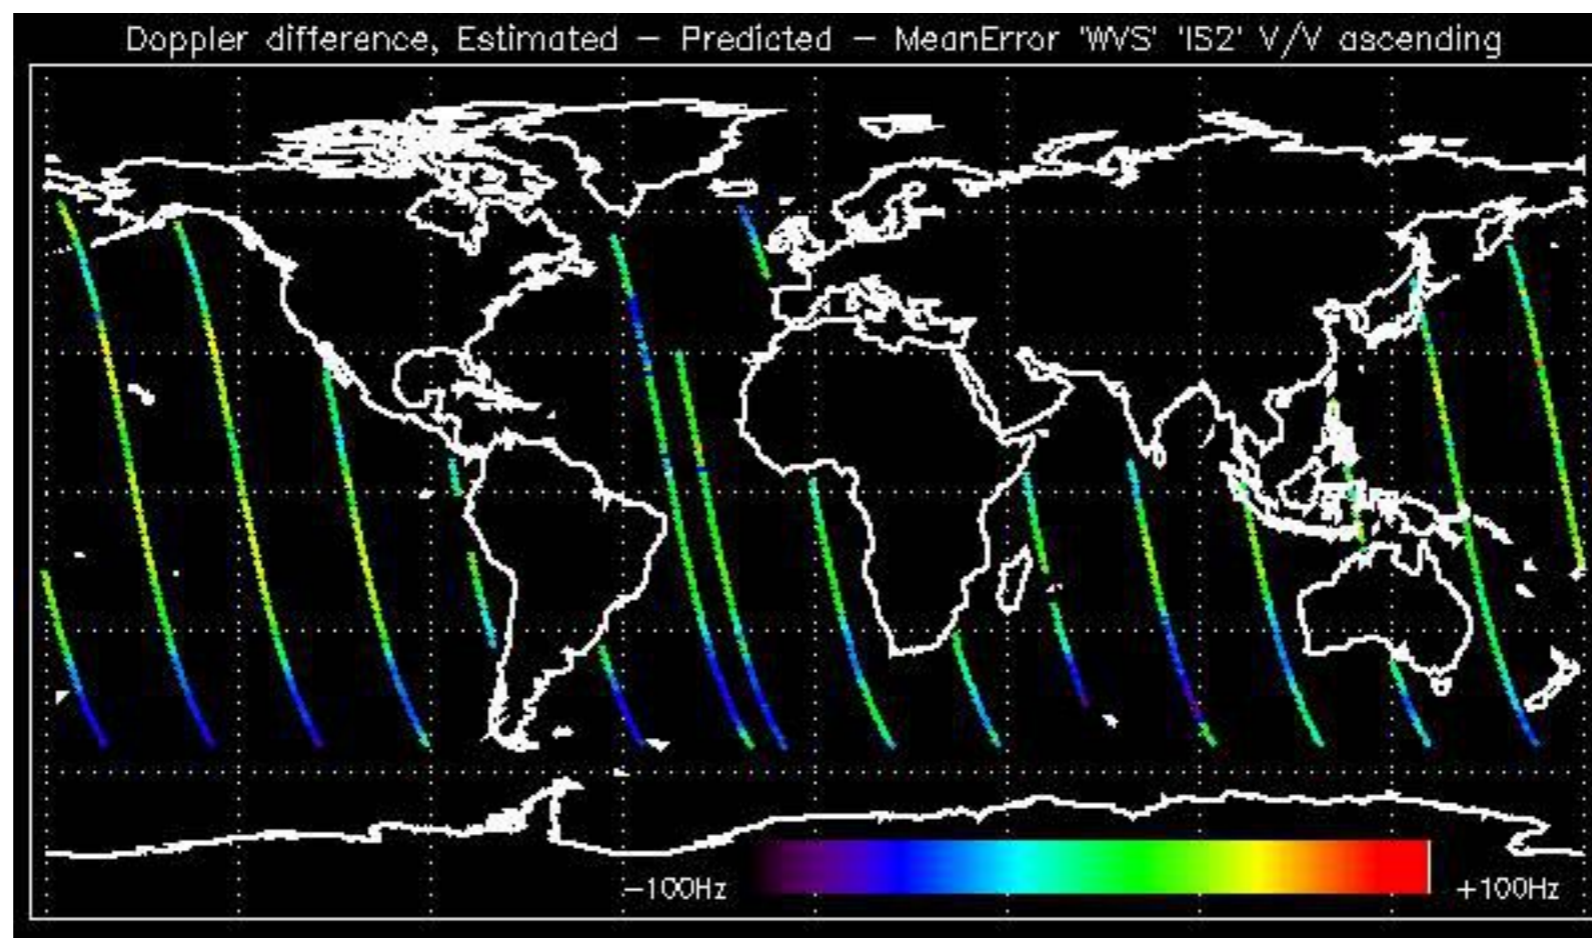 Doppler difference, Estimated – Predicted – MeanError 'WVS' 'IS2' V/V ascending
–100Hz +100Hz